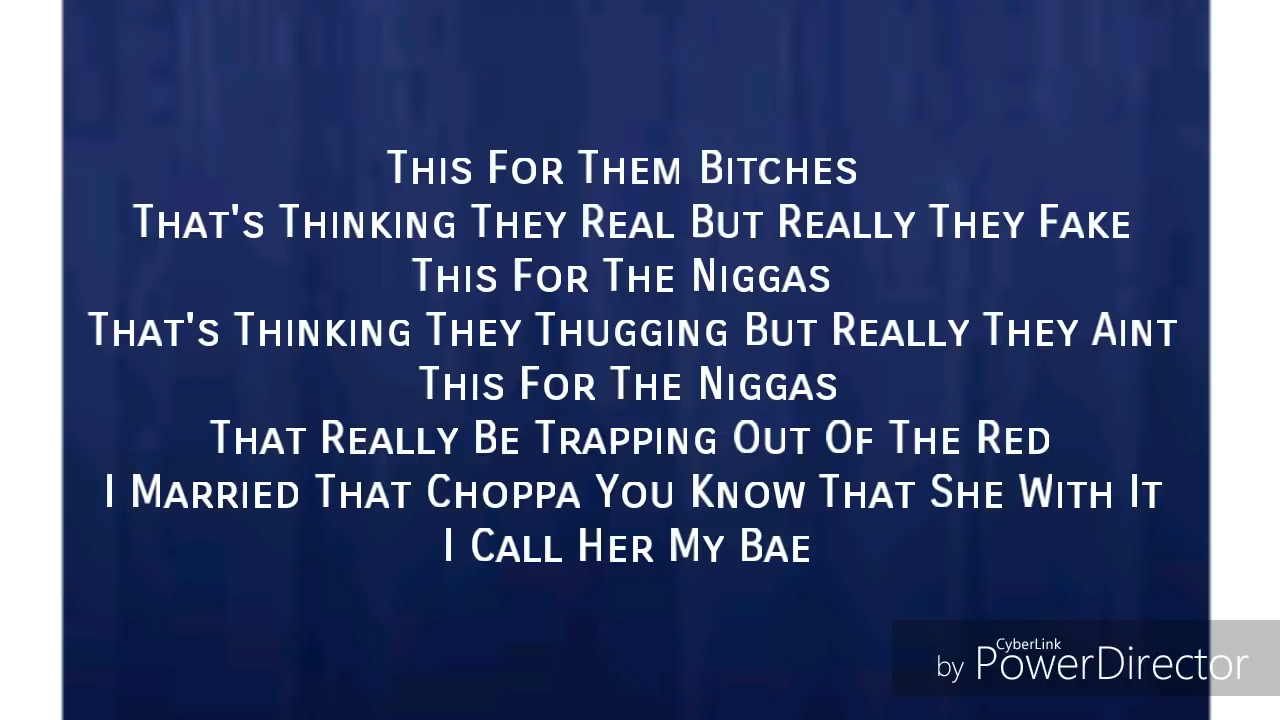 This For Them Bitches
That's Thinking They Real But Really They Fake
This For The Niggas
That's Thinking They Thugging But Really They Aint
This For The Niggas
That Really Be Trapping Out Of The Red
I Married That Choppa You Know That She With It
I Call Her My Bae
CyberLink
by PowerDirector